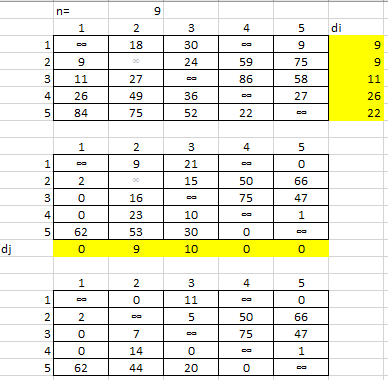 n= 9
1 2 3 4 5 di
1 ∞ 18 30 ∞ 9 9
2 9 ∞ 24 59 75 9
3 11 27 ∞ 86 58 11
4 26 49 36 ∞ 27 26
5 84 75 52 22 ∞ 22
1 2 3 4 5
1 ∞ 9 21 ∞ 0
2 2 ∞ 15 50 66
3 0 16 ∞ 75 47
4 0 23 10 ∞ 1
5 62 53 30 0 ∞
dj 0 9 10 0 0
1 2 3 4 5
1 ∞ 0 11 ∞ 0
2 2 ∞ 5 50 66
3 0 7 ∞ 75 47
4 0 14 0 ∞ 1
5 62 44 20 0 ∞